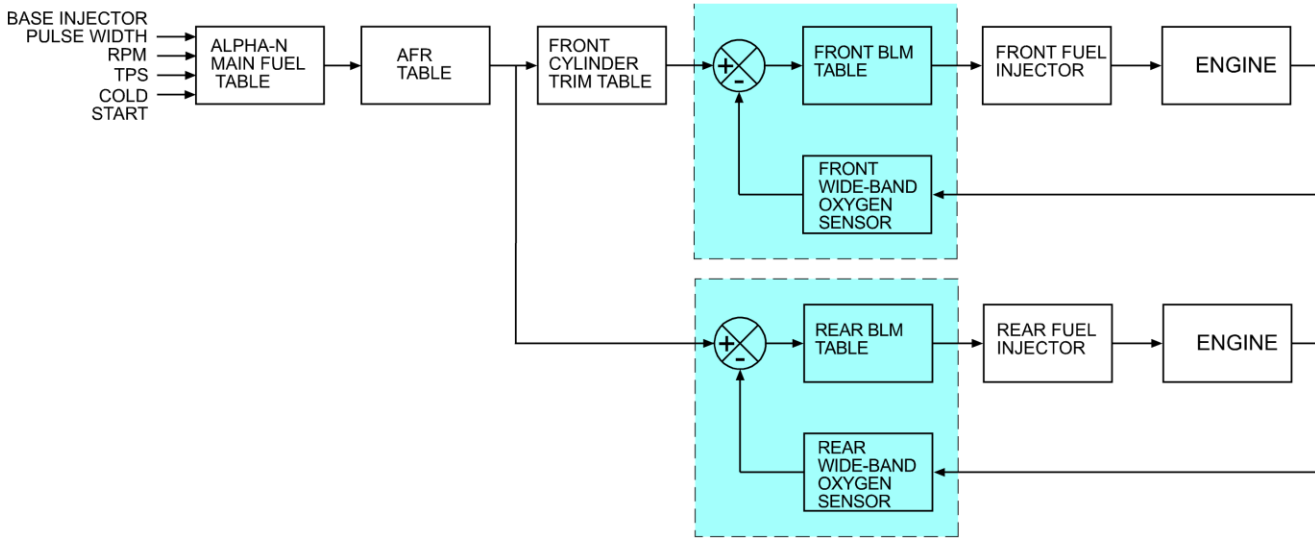 BASE INJECTOR
PULSE WIDTH
RPM
TPS
COLD
START
ALPHA-N
MAIN FUEL
TABLE
AFR
TABLE
FRONT
CYLINDER
TRIM TABLE
+
-
FRONT BLM
TABLE
FRONT FUEL
INJECTOR
ENGINE
FRONT
WIDE-BAND
OXYGEN
SENSOR
+
-
REAR BLM
TABLE
REAR FUEL
INJECTOR
ENGINE
REAR
WIDE-BAND
OXYGEN
SENSOR